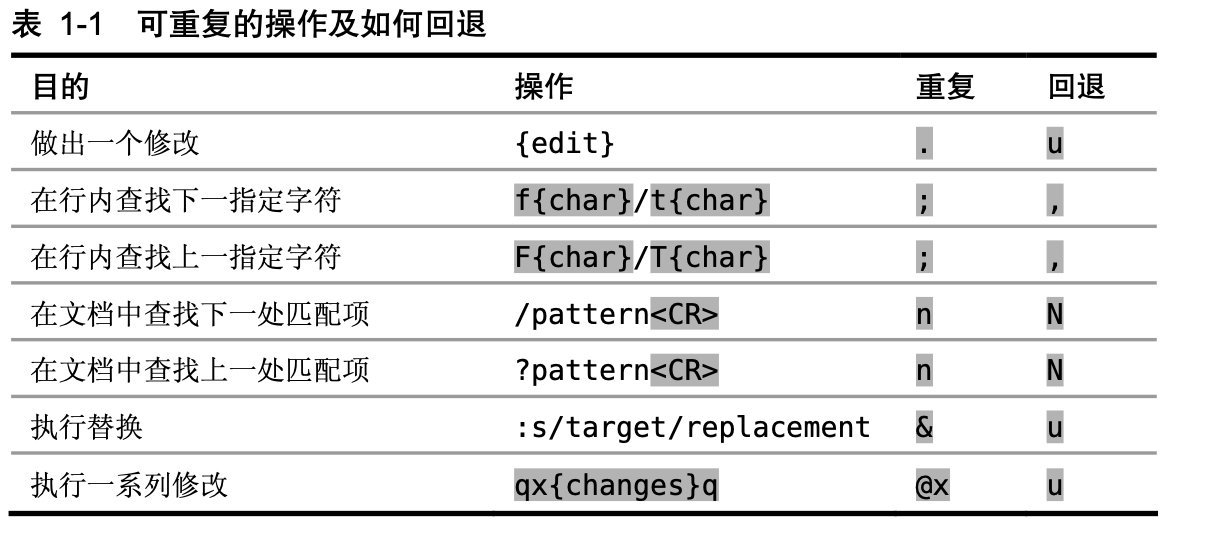 表 1-1 可重复的操作及如何回退
目的 操作 重复 回退
做出一个修改 {edit} . u
在行内查找下一指定字符 f{char}/t{char} ; ,
在行内查找上一指定字符 F{char}/T{char} ; ,
在文档中查找下一处匹配项 /pattern<CR> n N
在文档中查找上一处匹配项 ?pattern<CR> n N
执行替换 :s/target/replacement & u
执行一系列修改 qx{changes}q @x u